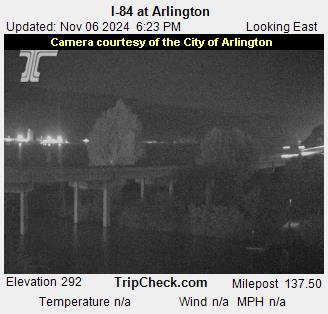 I-84 at Arlington
Updated: Nov 06 2024 6:23 PM Looking East
Camera courtesy of the City of Arlington
Elevation 292 TripCheck.com Milepost 137.50
Temperature n/a Wind n/a MPH n/a